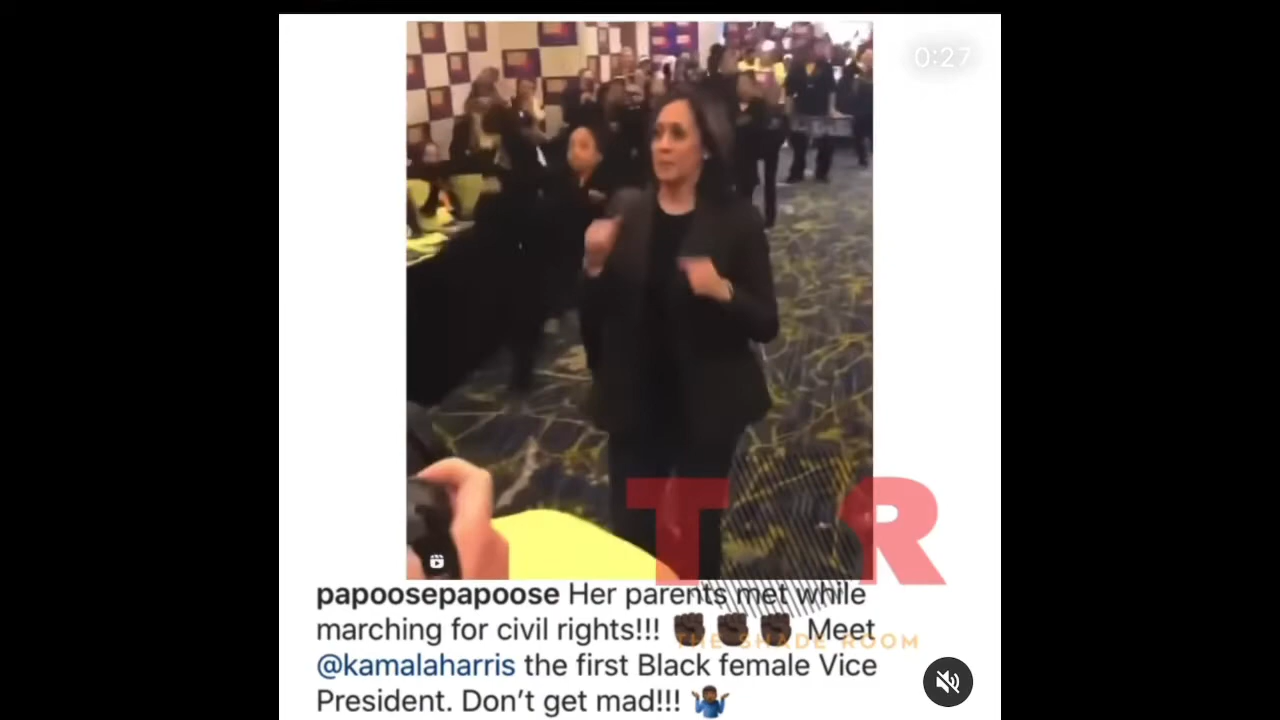 0:27
T R
papoosepapoose Her parents met while
marching for civil rights!!! ✊🏿✊🏿✊🏿 Meet
THE SHADE ROOM
@kamalaharris the first Black female Vice
President. Don’t get mad!!! 🤷🏾‍♂️